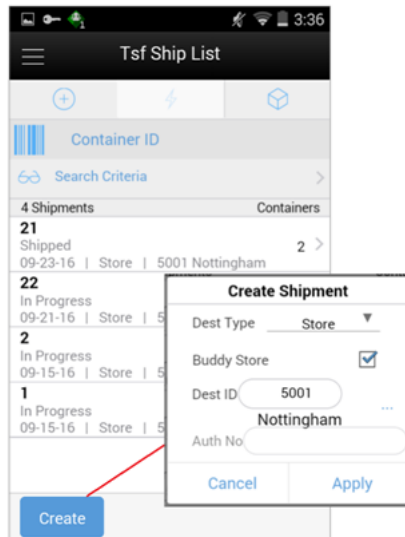 3:36
Tsf Ship List
Container ID
Search Criteria
4 Shipments Containers
21
Shipped 2
09-23-16 | Store | 5001 Nottingham
22
In Progress
09-21-16 | Store | 5
2
In Progress
09-15-16 | Store | 5
1
In Progress
09-15-16 | Store | 5
Create
Create Shipment
Dest Type Store
Buddy Store
Dest ID 5001
...
Nottingham
Auth No
Cancel Apply